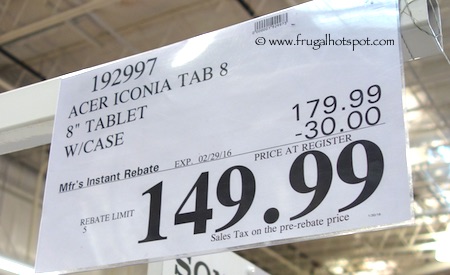 © www.frugalhotspot.com
192997
ACER ICONIA TAB 8
8" TABLET
W/CASE
179.99
-30.00
Mfr's Instant Rebate EXP. 02/29/16 PRICE AT REGISTER
REBATE LIMIT
5
149.99
Sales Tax on the pre-rebate price